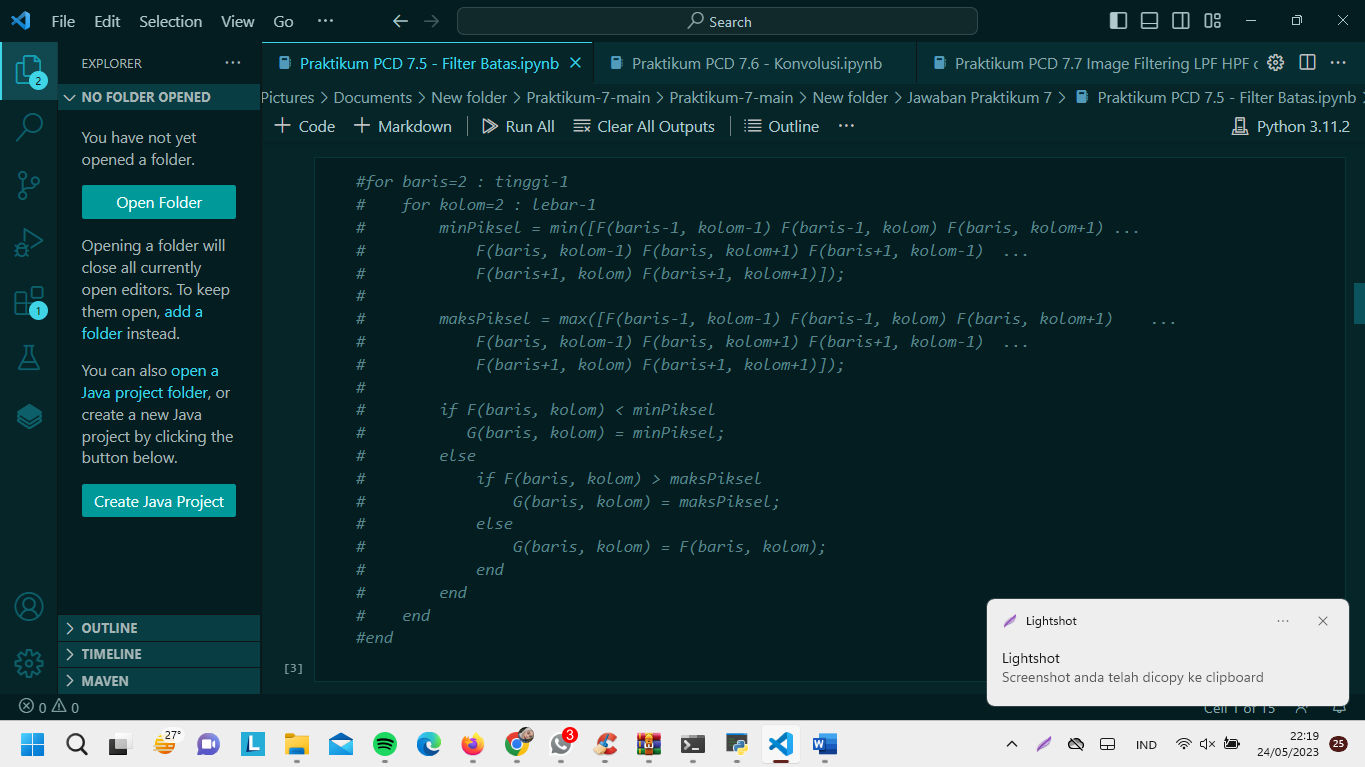 File Edit Selection View Go ··· Search
EXPLORER ···
2
NO FOLDER OPENED
You have not yet
opened a folder.
Open Folder
Opening a folder will
close all currently
open editors. To keep
them open, add a
folder instead.
You can also open a
Java project folder, or
create a new Java
project by clicking the
button below.
Create Java Project
1
OUTLINE
TIMELINE
MAVEN
Praktikum PCD 7.5 - Filter Batas.ipynb
Praktikum PCD 7.6 - Konvolusi.ipynb
Praktikum PCD 7.7 Image Filtering LPF HPF
Pictures > Documents > New folder > Praktikum-7-main > Praktikum-7-main > New folder > Jawaban Praktikum 7 > Praktikum PCD 7.5 - Filter Batas.ipynb >
+ Code + Markdown Run All Clear All Outputs Outline ··· Python 3.11.2
#for baris=2 : tinggi-1
#    for kolom=2 : lebar-1
#        minPiksel = min([F(baris-1, kolom-1) F(baris-1, kolom) F(baris, kolom+1) ...
#            F(baris, kolom-1) F(baris, kolom+1) F(baris+1, kolom-1)  ...
#            F(baris+1, kolom) F(baris+1, kolom+1)]);
#
#        maksPiksel = max([F(baris-1, kolom-1) F(baris-1, kolom) F(baris, kolom+1)    ...
#            F(baris, kolom-1) F(baris, kolom+1) F(baris+1, kolom-1)  ...
#            F(baris+1, kolom) F(baris+1, kolom+1)]);
#
#        if F(baris, kolom) < minPiksel
#           G(baris, kolom) = minPiksel;
#        else
#            if F(baris, kolom) > maksPiksel
#                G(baris, kolom) = maksPiksel;
#            else
#                G(baris, kolom) = F(baris, kolom);
#            end
#        end
#    end
#end
[3]
Lightshot
Lightshot
Screenshot anda telah dicopy ke clipboard
0 0
Cell 1 of 15
27°
3
IND
22:19
24/05/2023
25